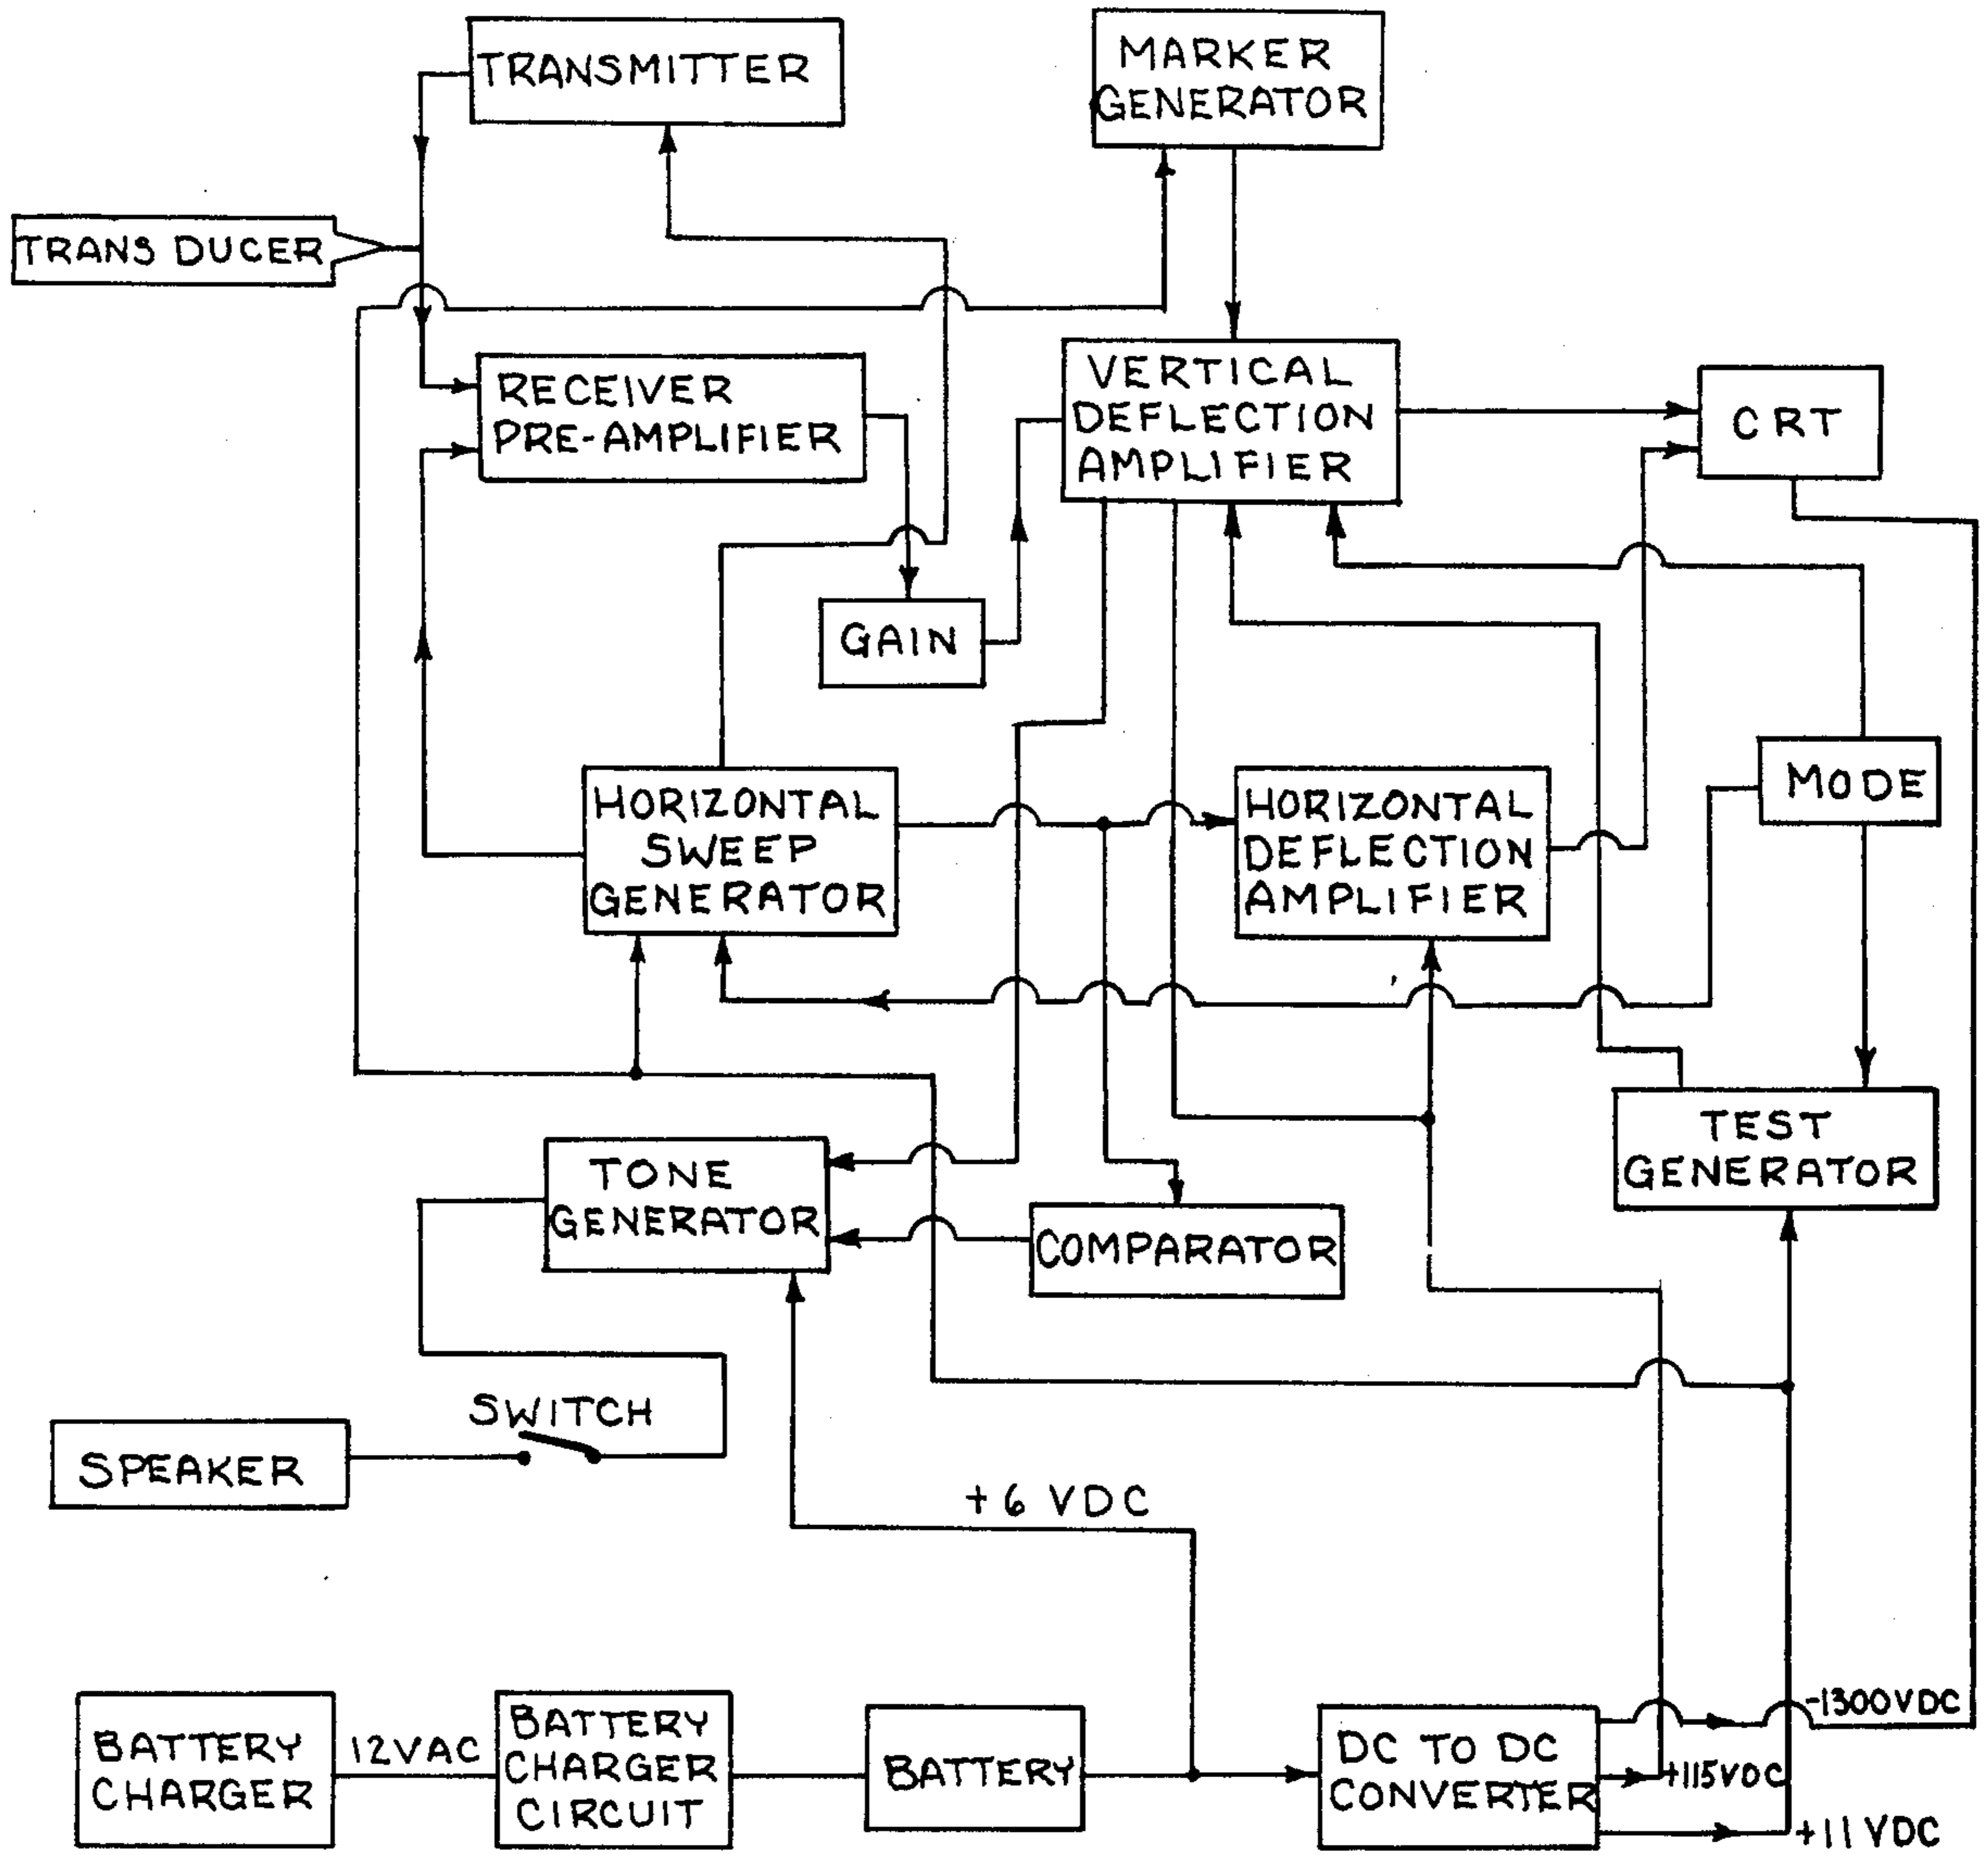 TRANSMITTER
MARKER
GENERATOR
TRANS DUCER
RECEIVER
PRE-AMPLIFIER
VERTICAL
DEFLECTION
AMPLIFIER
CRT
GAIN
HORIZONTAL
SWEEP
GENERATOR
HORIZONTAL
DEFLECTION
AMPLIFIER
MODE
TEST
GENERATOR
TONE
GENERATOR
COMPARATOR
SWITCH
SPEAKER
+6 VDC
BATTERY
CHARGER
12VAC
BATTERY
CHARGER
CIRCUIT
BATTERY
DC TO DC
CONVERTER
-1300VDC
+115VDC
+11VDC